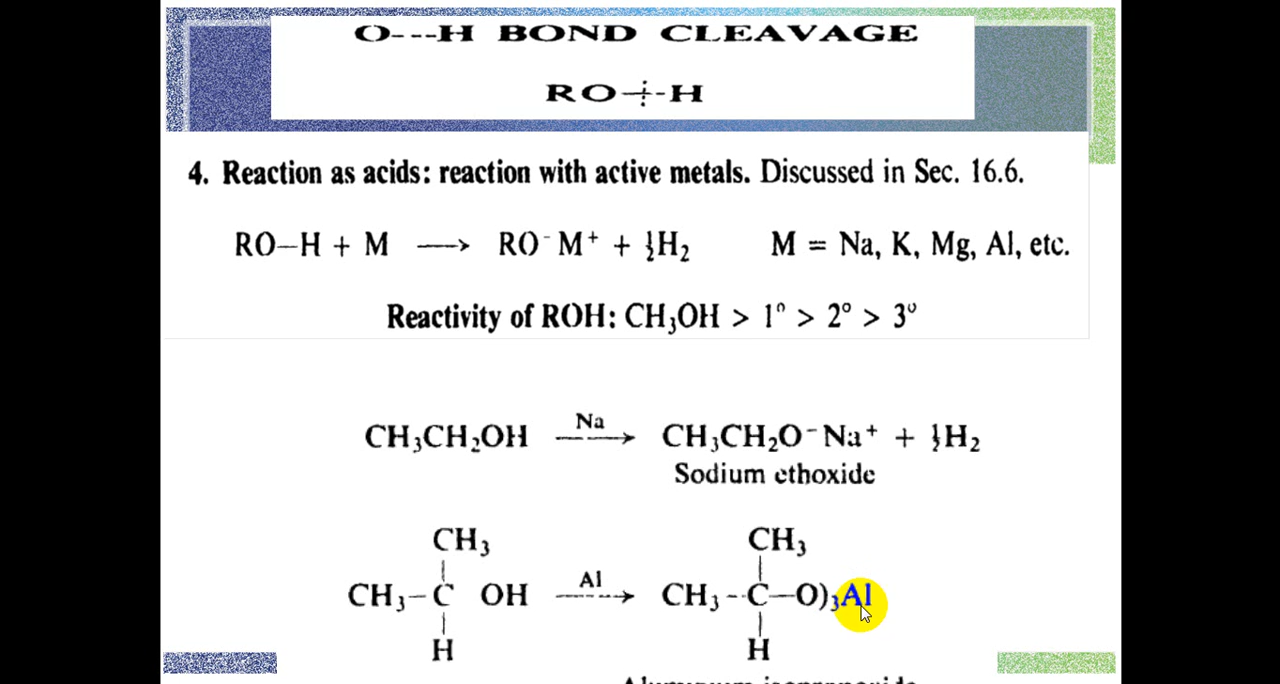 O---H BOND CLEAVAGE
RO-¦-H
4. Reaction as acids: reaction with active metals. Discussed in Sec. 16.6.
RO—H + M ⟶ RO⁻M⁺ + ½H₂ M = Na, K, Mg, Al, etc.
Reactivity of ROH: CH₃OH > 1° > 2° > 3°
Na
CH₃CH₂OH ⟶ CH₃CH₂O⁻Na⁺ + ½H₂
Sodium ethoxide
CH₃ CH₃
Al
CH₃–C OH ⟶ CH₃–C–O)₃Al
H H